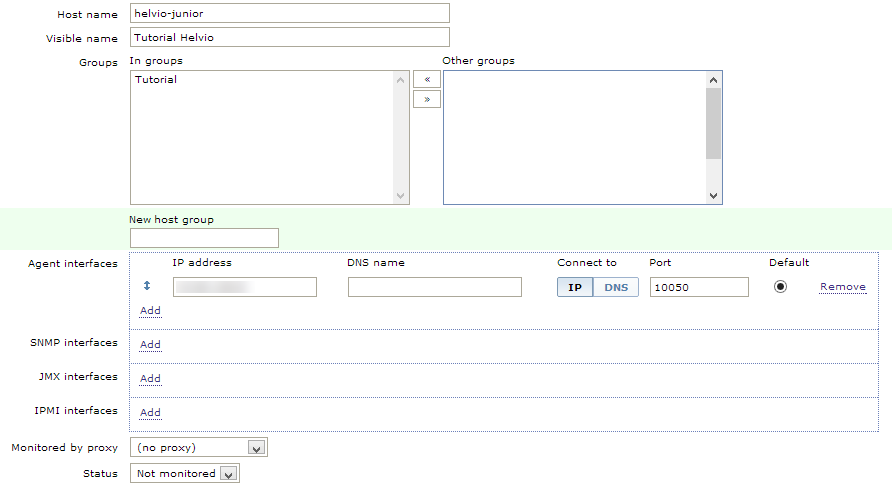 Host name helvio-junior
Visible name Tutorial Helvio
Groups In groups Other groups
Tutorial «
»
New host group
Agent interfaces IP address DNS name Connect to Port Default
IP DNS 10050 Remove
Add
SNMP interfaces Add
JMX interfaces Add
IPMI interfaces Add
Monitored by proxy (no proxy)
Status Not monitored